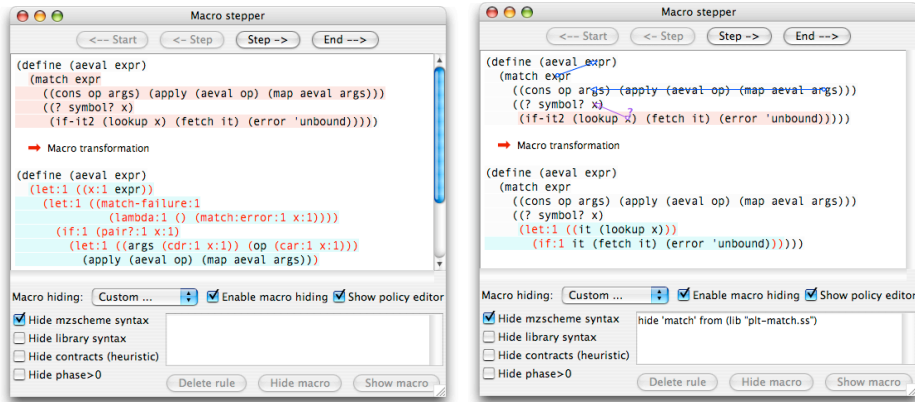 Macro stepper
<-- Start
<- Step
Step ->
End -->
(define (aeval expr)
(match expr
((cons op args) (apply (aeval op) (map aeval args)))
((? symbol? x)
(if-it2 (lookup x) (fetch it) (error 'unbound)))))
Macro transformation
(define (aeval expr)
(let:1 ((x:1 expr))
(let:1 ((match-failure:1
(lambda:1 () (match:error:1 x:1))))
(if:1 (pair?:1 x:1)
(let:1 ((args (cdr:1 x:1)) (op (car:1 x:1)))
(apply (aeval op) (map aeval args)))
Macro hiding:
Custom ...
Enable macro hiding
Show policy editor
Hide mzscheme syntax
Hide library syntax
Hide contracts (heuristic)
Hide phase>0
Delete rule
Hide macro
Show macro
Macro stepper
<-- Start
<- Step
Step ->
End -->
(define (aeval expr)
(match expr
((cons op args) (apply (aeval op) (map aeval args)))
((? symbol? x)
?
(if-it2 (lookup x) (fetch it) (error 'unbound)))))
Macro transformation
(define (aeval expr)
(match expr
((cons op args) (apply (aeval op) (map aeval args)))
((? symbol? x)
(let:1 ((it (lookup x)))
(if:1 it (fetch it) (error 'unbound))))))
Macro hiding:
Custom ...
Enable macro hiding
Show policy editor
Hide mzscheme syntax
hide 'match' from (lib "plt-match.ss")
Hide library syntax
Hide contracts (heuristic)
Hide phase>0
Delete rule
Hide macro
Show macro